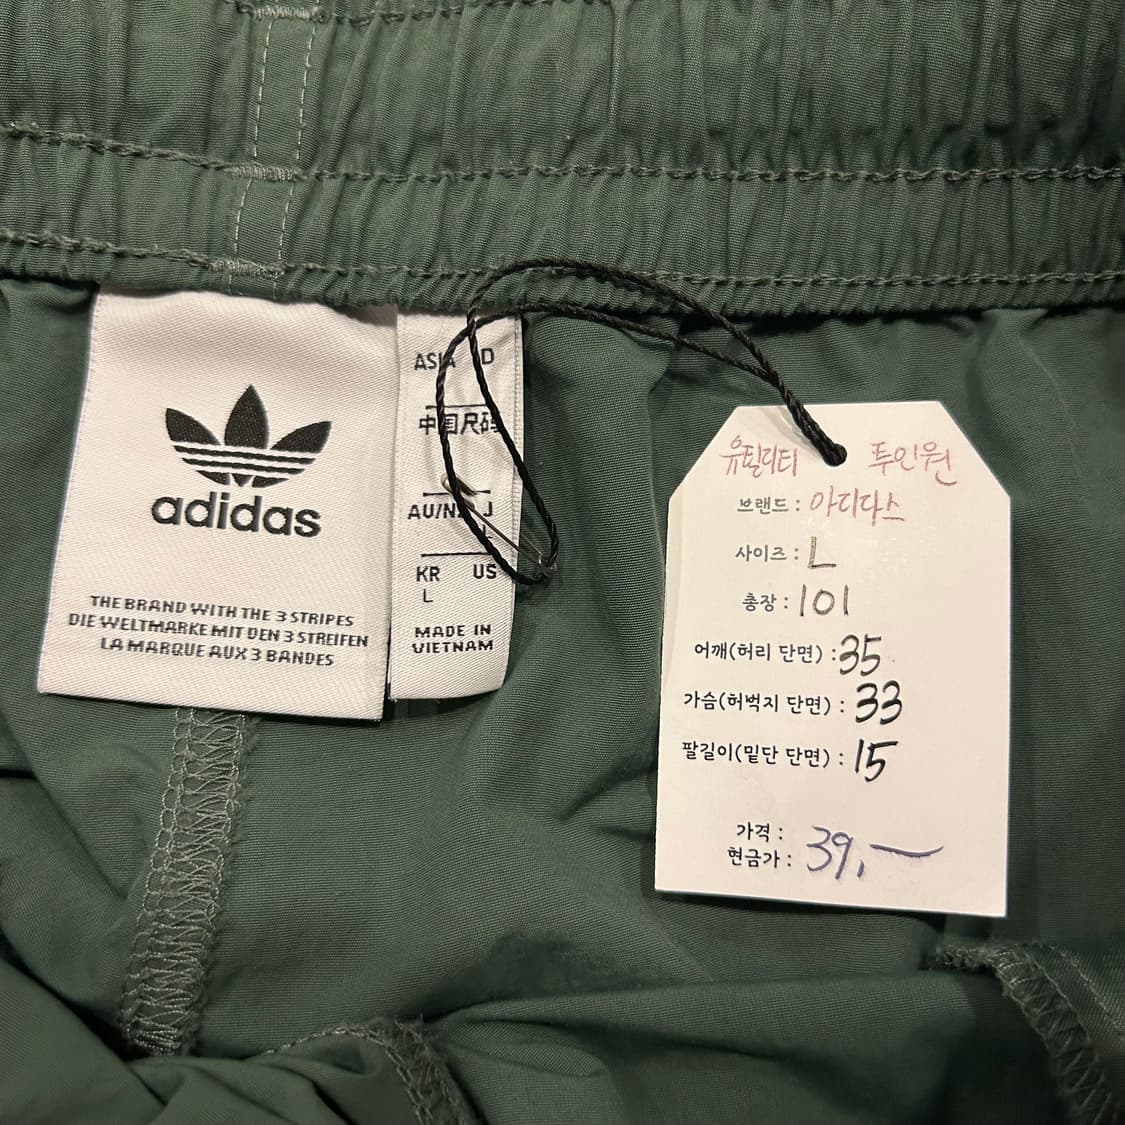 adidas
THE BRAND WITH THE 3 STRIPES
DIE WELTMARKE MIT DEN 3 STREIFEN
LA MARQUE AUX 3 BANDES
ASIA D
中国尺码
AU/NZ J
L
KR US
L
MADE IN
VIETNAM
유틸리티 투인원
브랜드 : 아디다스
사이즈 : L
총장 : 101
어깨(허리 단면) : 35
가슴(허벅지 단면) : 33
팔길이(밑단 단면) : 15
가격 :
현금가 : 39,—